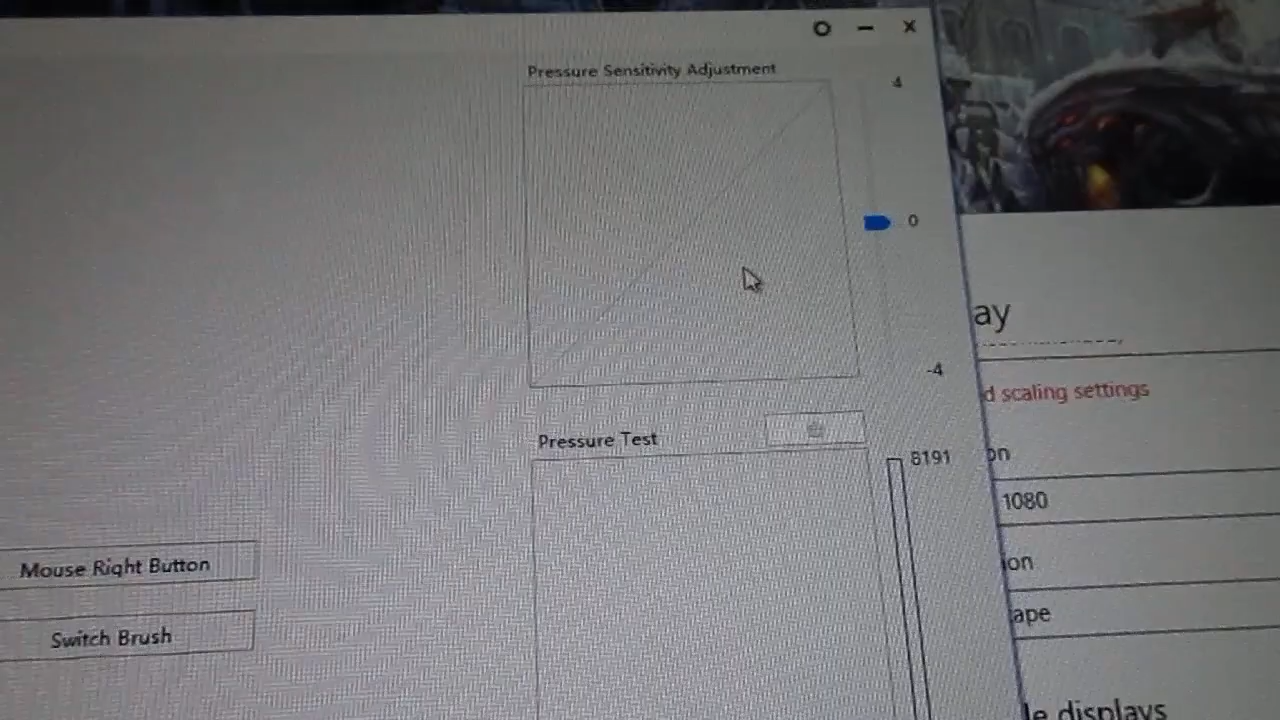 Pressure Sensitivity Adjustment
4
0
-4
Pressure Test
8191
Mouse Right Button
Switch Brush
ay
d scaling settings
on
1080
ion
ape
le displays